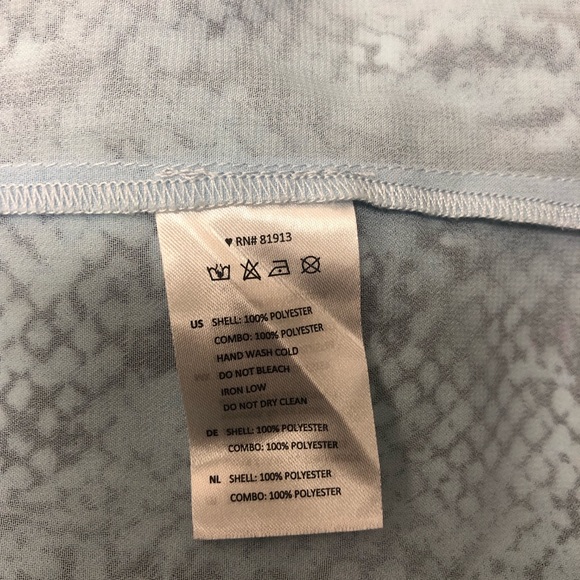 ♥ RN# 81913
US SHELL: 100% POLYESTER
COMBO: 100% POLYESTER
HAND WASH COLD
DO NOT BLEACH
IRON LOW
DO NOT DRY CLEAN
DE SHELL: 100% POLYESTER
COMBO: 100% POLYESTER
NL SHELL: 100% POLYESTER
COMBO: 100% POLYESTER